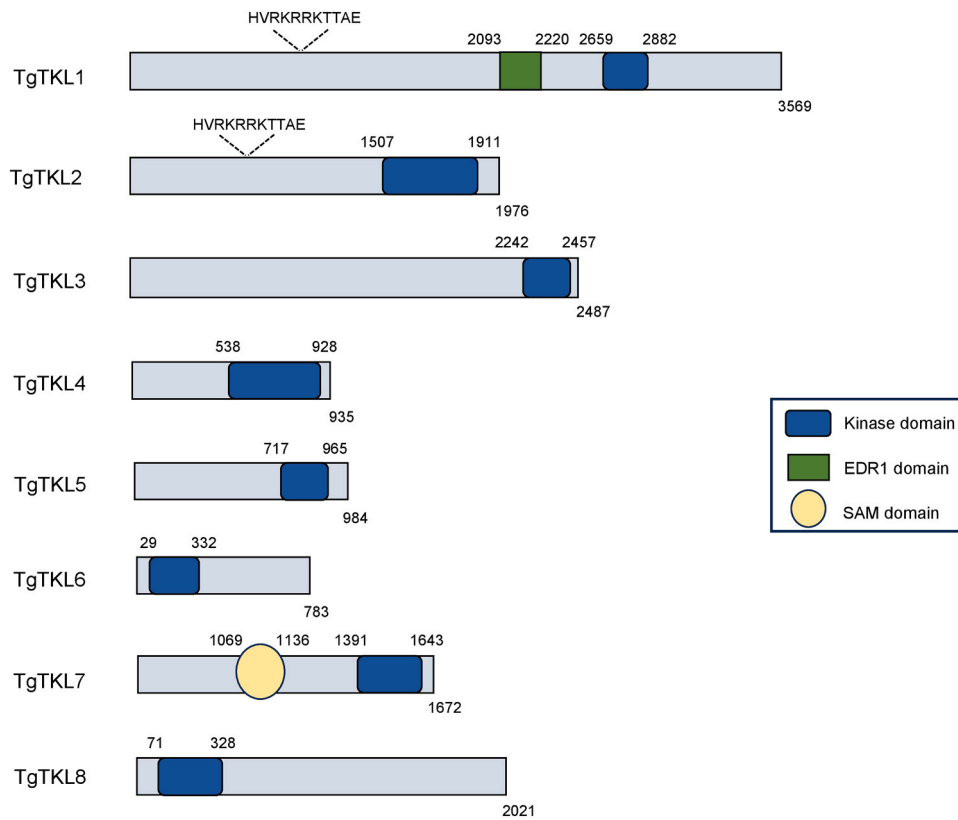 HVRKRRKTTAE
2093 2220 2659 2882
TgTKL1
3569
HVRKRRKTTAE
1507 1911
TgTKL2
1976
2242 2457
TgTKL3
2487
538 928
TgTKL4
935
717 965
TgTKL5
984
29 332
TgTKL6
783
1069 1136 1391 1643
TgTKL7
1672
71 328
TgTKL8
2021
Kinase domain
EDR1 domain
SAM domain